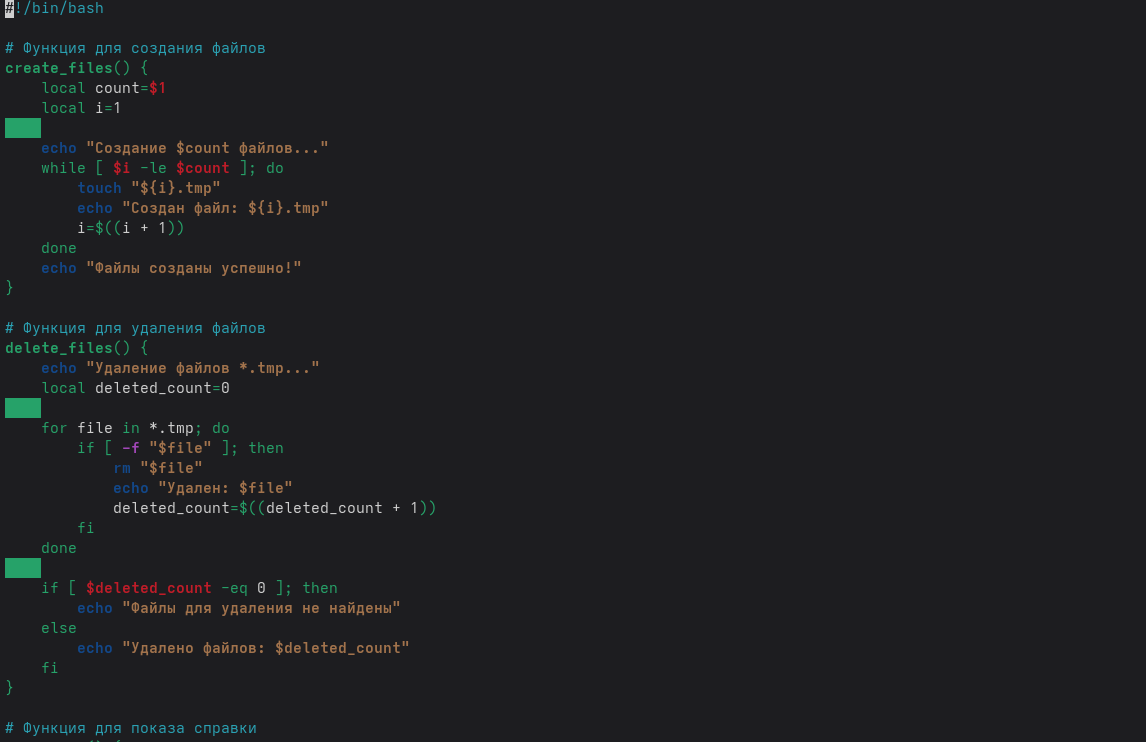 #!/bin/bash

# Функция для создания файлов
create_files() {
    local count=$1
    local i=1

    echo "Создание $count файлов..."
    while [ $i -le $count ]; do
        touch "${i}.tmp"
        echo "Создан файл: ${i}.tmp"
        i=$((i + 1))
    done
    echo "Файлы созданы успешно!"
}

# Функция для удаления файлов
delete_files() {
    echo "Удаление файлов *.tmp..."
    local deleted_count=0

    for file in *.tmp; do
        if [ -f "$file" ]; then
            rm "$file"
            echo "Удален: $file"
            deleted_count=$((deleted_count + 1))
        fi
    done

    if [ $deleted_count -eq 0 ]; then
        echo "Файлы для удаления не найдены"
    else
        echo "Удалено файлов: $deleted_count"
    fi
}

# Функция для показа справки